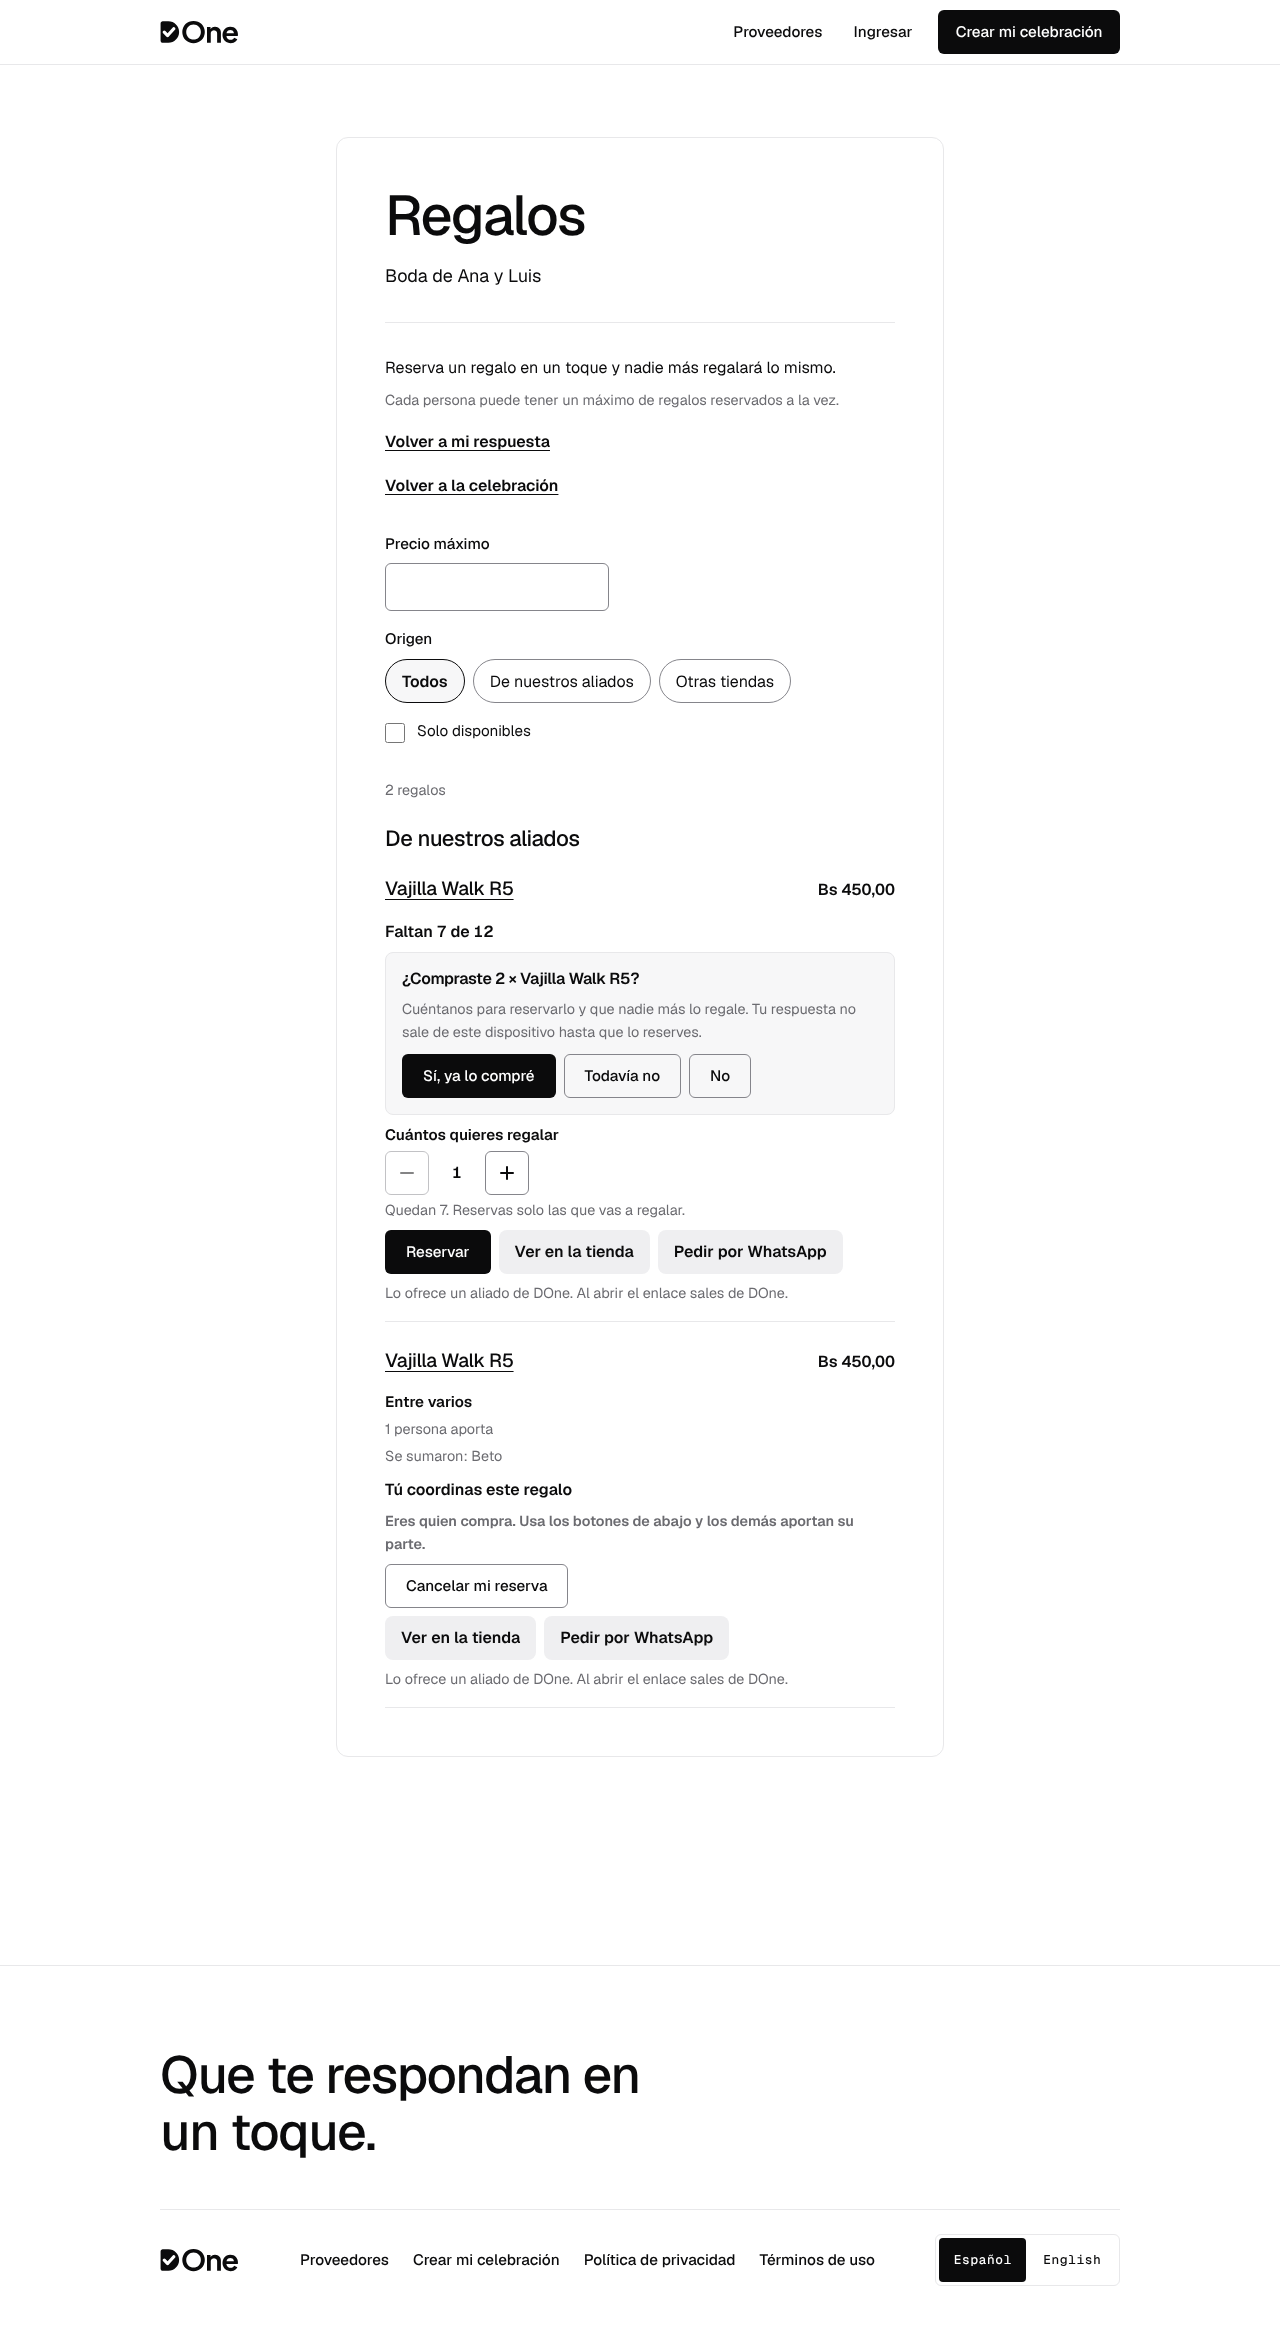 DOne
Proveedores
Ingresar
Crear mi celebración
Regalos
Boda de Ana y Luis
Reserva un regalo en un toque y nadie más regalará lo mismo.
Cada persona puede tener un máximo de regalos reservados a la vez.
Volver a mi respuesta
Volver a la celebración
Precio máximo
Origen
Todos
De nuestros aliados
Otras tiendas
Solo disponibles
2 regalos
De nuestros aliados
Vajilla Walk R5
Bs 450,00
Faltan 7 de 12
¿Compraste 2 × Vajilla Walk R5?
Cuéntanos para reservarlo y que nadie más lo regale. Tu respuesta no
sale de este dispositivo hasta que lo reserves.
Sí, ya lo compré
Todavía no
No
Cuántos quieres regalar
1
Quedan 7. Reservas solo las que vas a regalar.
Reservar
Ver en la tienda
Pedir por WhatsApp
Lo ofrece un aliado de DOne. Al abrir el enlace sales de DOne.
Vajilla Walk R5
Bs 450,00
Entre varios
1 persona aporta
Se sumaron: Beto
Tú coordinas este regalo
Eres quien compra. Usa los botones de abajo y los demás aportan su
parte.
Cancelar mi reserva
Ver en la tienda
Pedir por WhatsApp
Lo ofrece un aliado de DOne. Al abrir el enlace sales de DOne.
Que te respondan en
un toque.
DOne
Proveedores
Crear mi celebración
Política de privacidad
Términos de uso
Español
English